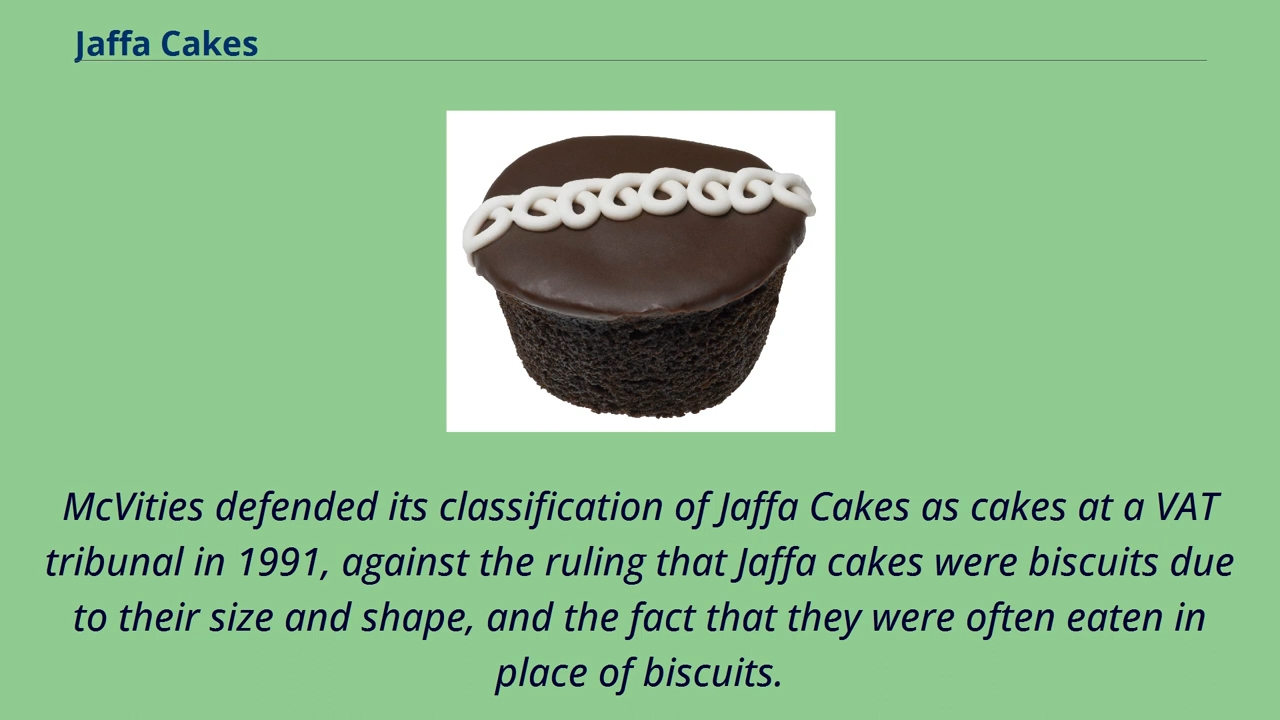 Jaffa Cakes
McVities defended its classification of Jaffa Cakes as cakes at a VAT
tribunal in 1991, against the ruling that Jaffa cakes were biscuits due
to their size and shape, and the fact that they were often eaten in
place of biscuits.